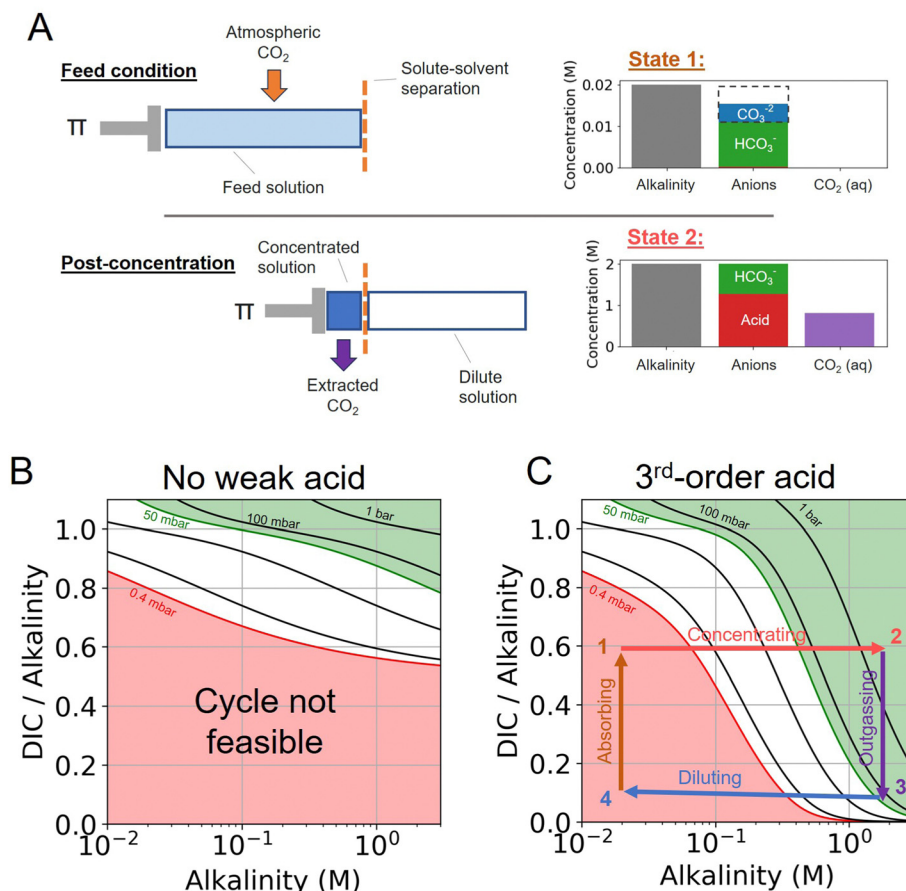 A
Feed condition
Atmospheric
CO₂
Solute-solvent
separation
π
Feed solution
State 1:
Concentration (M)
0.02
0.01
0.00
CO₃⁻²
HCO₃⁻
Alkalinity
Anions
CO₂ (aq)
Post-concentration
Concentrated
solution
π
Extracted
CO₂
Dilute
solution
State 2:
Concentration (M)
2
1
0
HCO₃⁻
Acid
Alkalinity
Anions
CO₂ (aq)
B
No weak acid
DIC / Alkalinity
1.0
0.8
0.6
0.4
0.2
0.0
50 mbar
100 mbar
1 bar
0.4 mbar
Cycle not
feasible
10⁻²
10⁻¹
10⁰
Alkalinity (M)
C
3ʳᵈ-order acid
DIC / Alkalinity
1.0
0.8
0.6
0.4
0.2
0.0
50 mbar
100 mbar
1 bar
0.4 mbar
1
Concentrating
2
Absorbing
Outgassing
4
Diluting
3
10⁻²
10⁻¹
10⁰
Alkalinity (M)